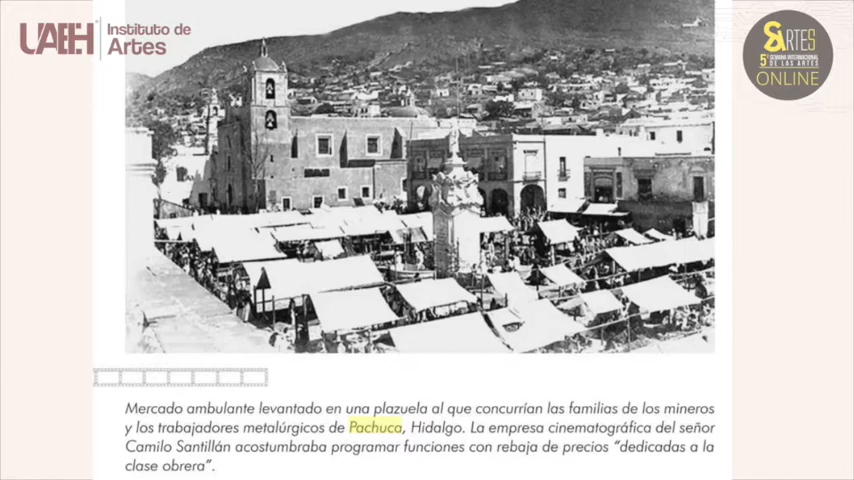 UAEH
Instituto de
Artes
SARTES
5ª SEMANA INTERNACIONAL
DE LAS ARTES
ONLINE
Mercado ambulante levantado en una plazuela al que concurrían las familias de los mineros
y los trabajadores metalúrgicos de Pachuca, Hidalgo. La empresa cinematográfica del señor
Camilo Santillán acostumbraba programar funciones con rebaja de precios “dedicadas a la
clase obrera”.